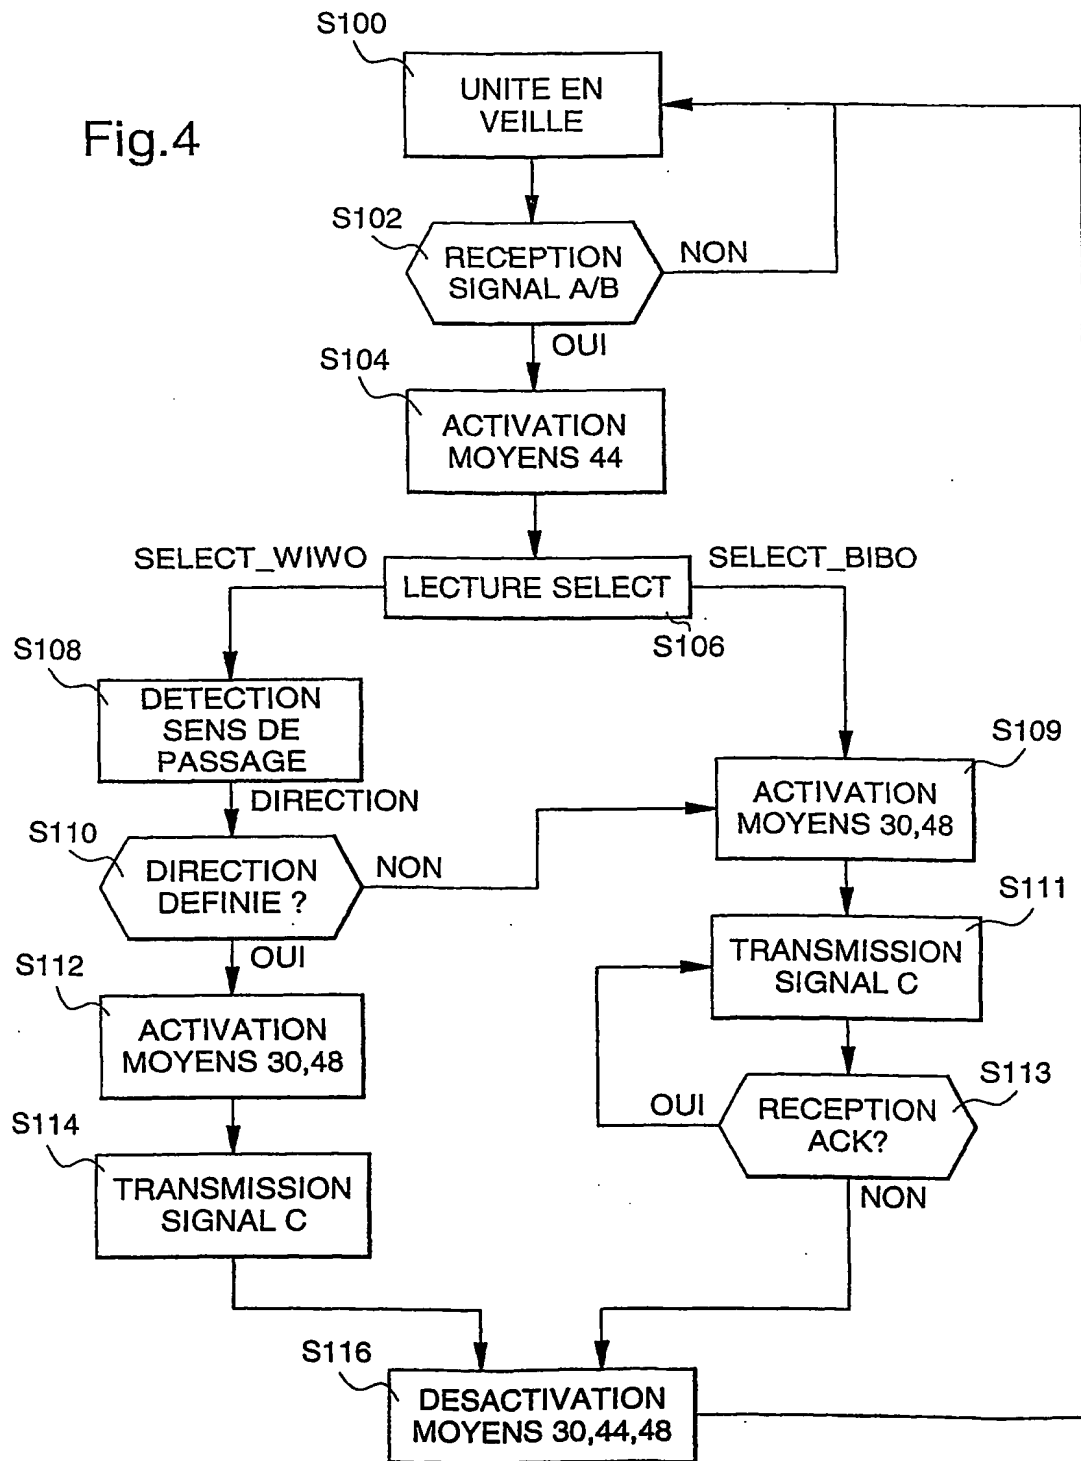 S100
UNITE EN
VEILLE
Fig.4
S102
RECEPTION
SIGNAL A/B
NON
OUI
S104
ACTIVATION
MOYENS 44
SELECT_WIWO
SELECT_BIBO
LECTURE SELECT
S106
S108
DETECTION
SENS DE
PASSAGE
DIRECTION
S109
ACTIVATION
MOYENS 30,48
S110
DIRECTION
DEFINIE ?
NON
OUI
S111
TRANSMISSION
SIGNAL C
S112
ACTIVATION
MOYENS 30,48
S113
RECEPTION
ACK?
OUI
NON
S114
TRANSMISSION
SIGNAL C
S116
DESACTIVATION
MOYENS 30,44,48